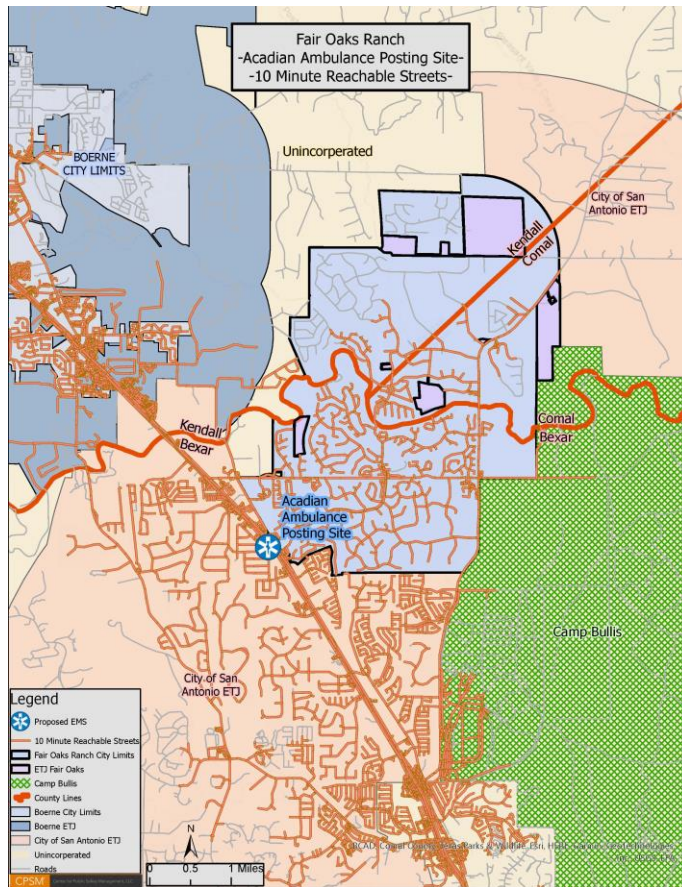 Fair Oaks Ranch
-Acadian Ambulance Posting Site-
-10 Minute Reachable Streets-
Unincorperated
BOERNE
CITY LIMITS
City of San
Antonio ETJ
Kendall
Comal
Kendall
Bexar
Comal
Bexar
Acadian
Ambulance
Posting Site
Camp Bullis
City of San
Antonio ETJ
Legend
Proposed EMS
10 Minute Reachable Streets
Fair Oaks Ranch City Limits
ETJ Fair Oaks
Camp Bullis
County Lines
Boerne City Limits
Boerne ETJ
City of San Antonio ETJ
Unincorporated
Roads
N
0 0.5 1 Miles
CPSM